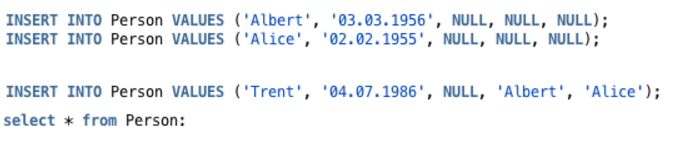 INSERT INTO Person VALUES ('Albert', '03.03.1956', NULL, NULL, NULL);
INSERT INTO Person VALUES ('Alice', '02.02.1955', NULL, NULL, NULL);
INSERT INTO Person VALUES ('Trent', '04.07.1986', NULL, 'Albert', 'Alice');
select * from Person: